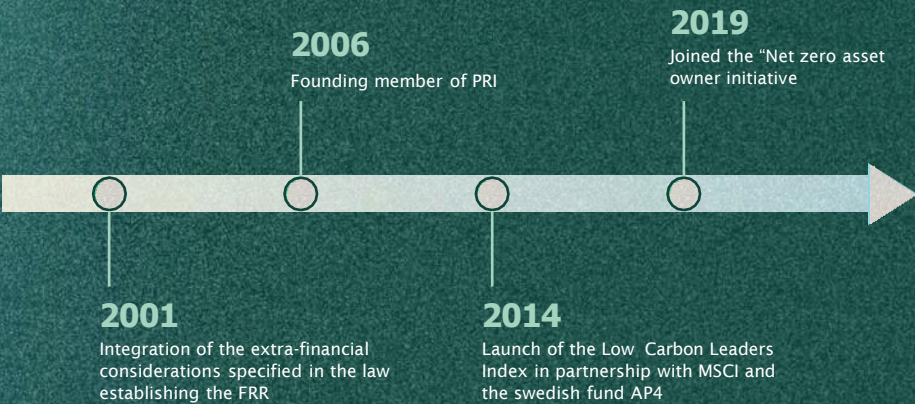 2001
Integration of the extra-financial
considerations specified in the law
establishing the FRR
2006
Founding member of PRI
2014
Launch of the Low Carbon Leaders
Index in partnership with MSCI and
the swedish fund AP4
2019
Joined the “Net zero asset
owner initiative